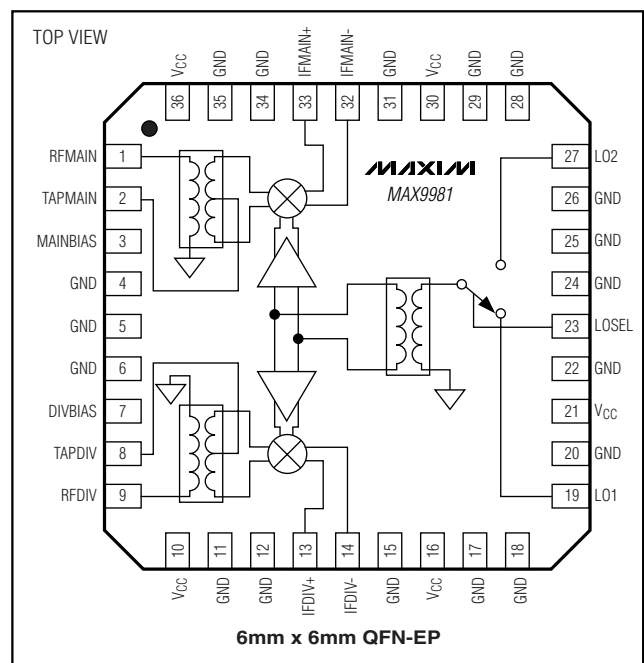 TOP VIEW
VCC
GND
GND
IFMAIN+
IFMAIN-
GND
VCC
GND
GND
36
35
34
33
32
31
30
29
28
RFMAIN 1
TAPMAIN 2
MAINBIAS 3
GND 4
GND 5
GND 6
DIVBIAS 7
TAPDIV 8
RFDIV 9
MAXIM
MAX9981
27 LO2
26 GND
25 GND
24 GND
23 LOSEL
22 GND
21 VCC
20 GND
19 LO1
10
11
12
13
14
15
16
17
18
VCC
GND
GND
IFDIV+
IFDIV-
GND
VCC
GND
GND
6mm x 6mm QFN-EP